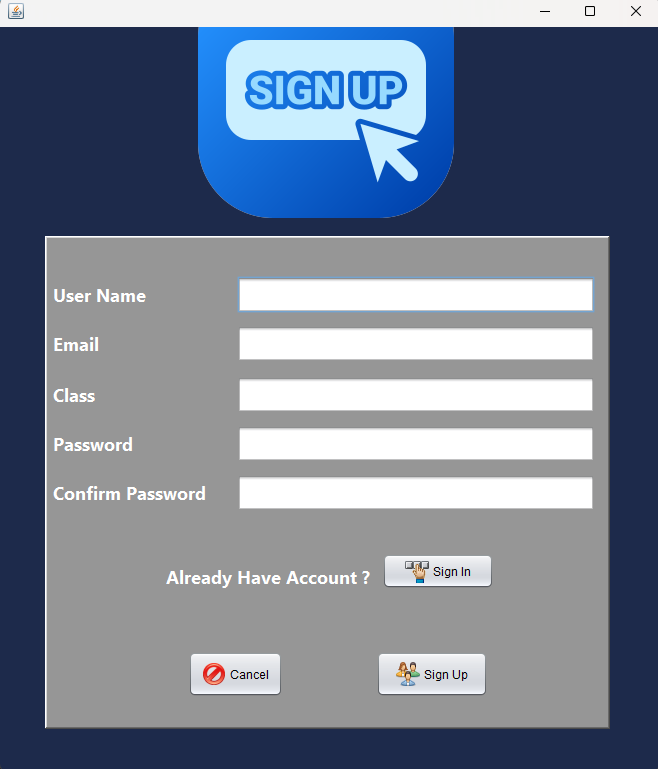 SIGN UP
User Name
Email
Class
Password
Confirm Password
Already Have Account ? Sign In
Cancel Sign Up